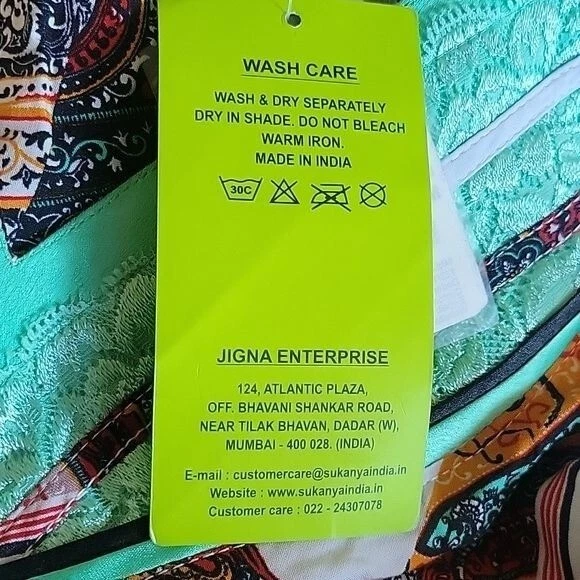 WASH CARE
WASH & DRY SEPARATELY
DRY IN SHADE. DO NOT BLEACH
WARM IRON.
MADE IN INDIA
30C
JIGNA ENTERPRISE
124, ATLANTIC PLAZA,
OFF. BHAVANI SHANKAR ROAD,
NEAR TILAK BHAVAN, DADAR (W),
MUMBAI - 400 028. (INDIA)
E-mail : customercare@sukanyaindia.in
Website : www.sukanyaindia.in
Customer care : 022 - 24307078